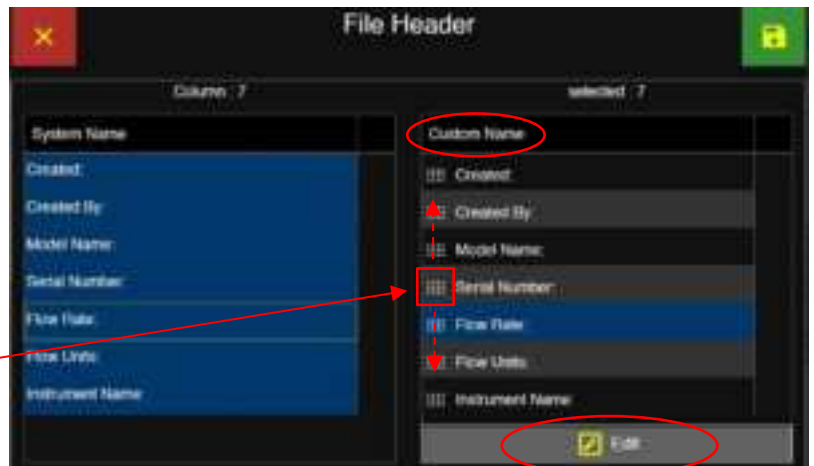 File Header
Column 7
selected 7
System Name
Created:
Created By:
Model Name:
Serial Number:
Flow Rate:
Flow Units:
Instrument Name
Custom Name
Created:
Created By:
Model Name:
Serial Number:
Flow Rate:
Flow Units:
Instrument Name
Edit